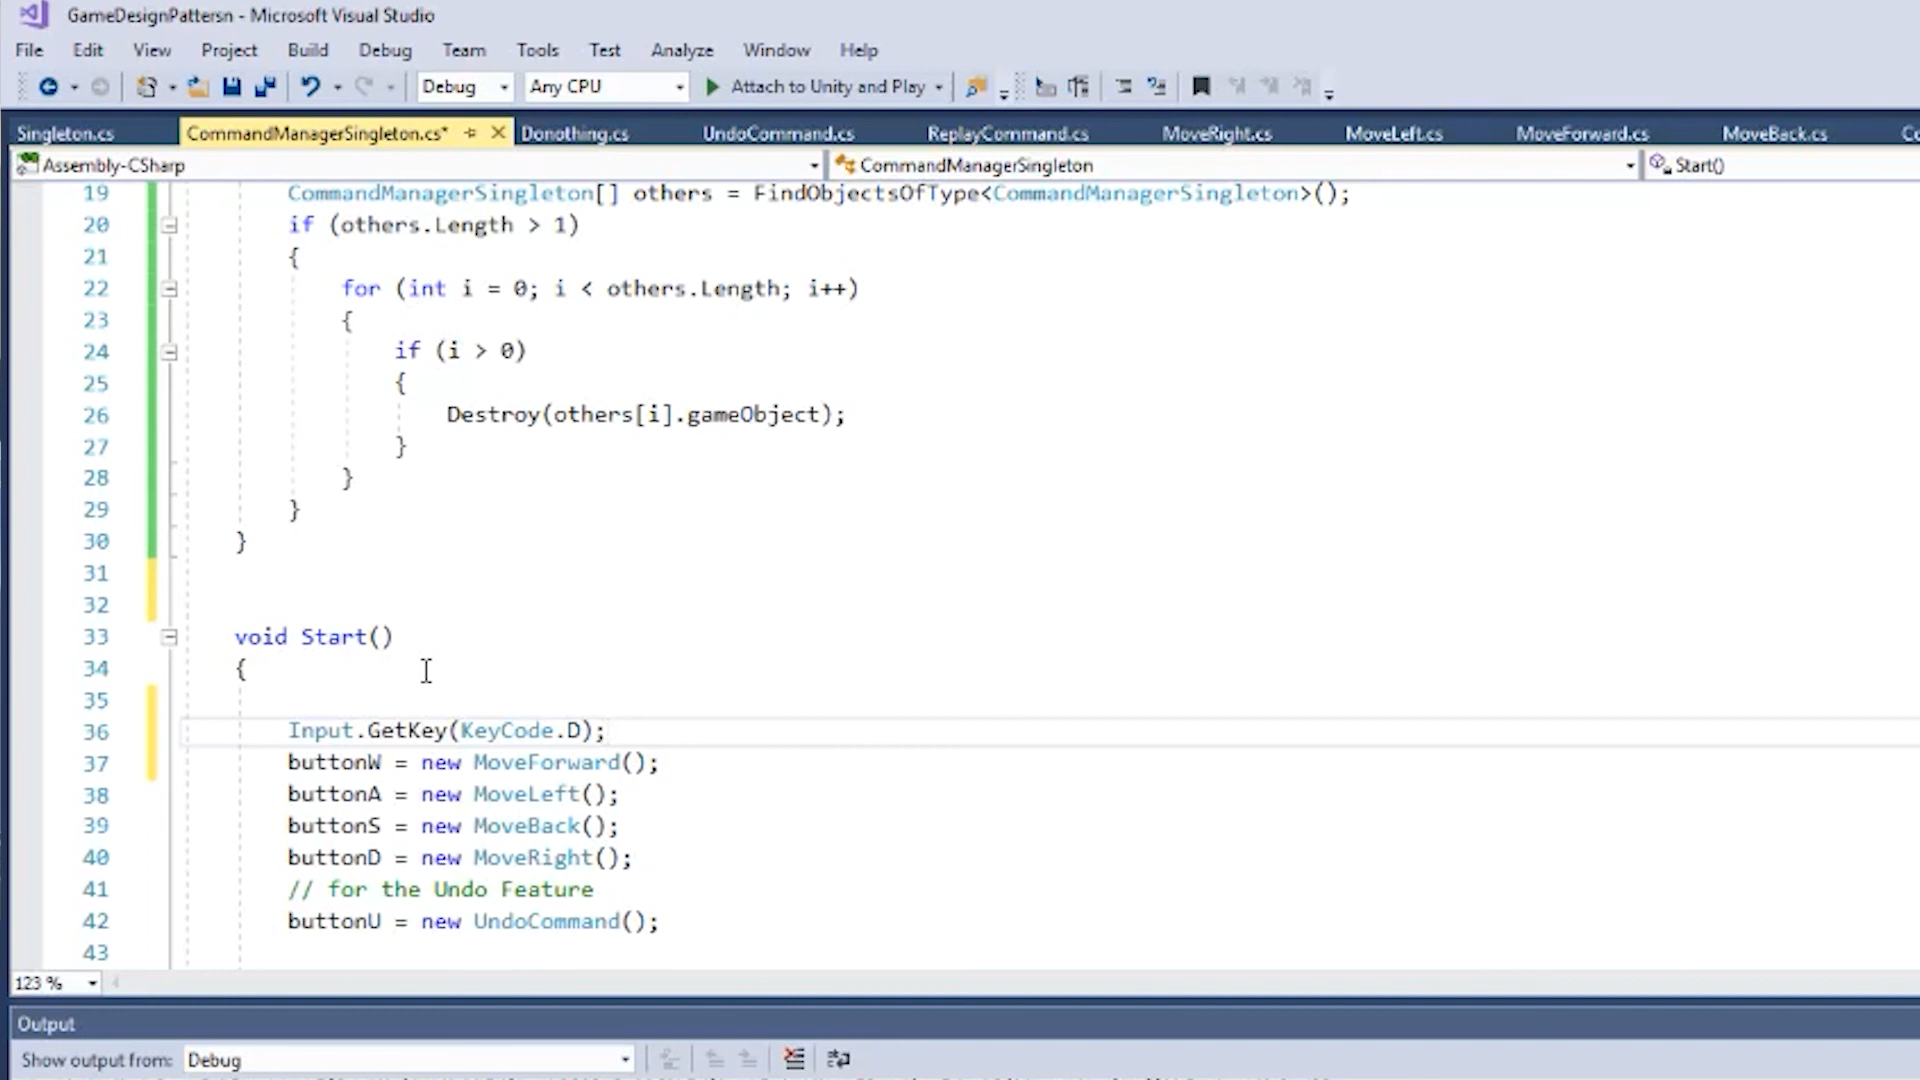 GameDesignPattersn - Microsoft Visual Studio
File Edit View Project Build Debug Team Tools Test Analyze Window Help
Debug Any CPU Attach to Unity and Play
Singleton.cs CommandManagerSingleton.cs* Donothing.cs UndoCommand.cs ReplayCommand.cs MoveRight.cs MoveLeft.cs MoveForward.cs MoveBack.cs Co
Assembly-CSharp CommandManagerSingleton Start()
19 CommandManagerSingleton[] others = FindObjectsOfType<CommandManagerSingleton>();
20 if (others.Length > 1)
21 {
22 for (int i = 0; i < others.Length; i++)
23 {
24 if (i > 0)
25 {
26 Destroy(others[i].gameObject);
27 }
28 }
29 }
30 }
31
32
33 void Start()
34 {
35
36 Input.GetKey(KeyCode.D);
37 buttonW = new MoveForward();
38 buttonA = new MoveLeft();
39 buttonS = new MoveBack();
40 buttonD = new MoveRight();
41 // for the Undo Feature
42 buttonU = new UndoCommand();
43
123 %
Output
Show output from: Debug